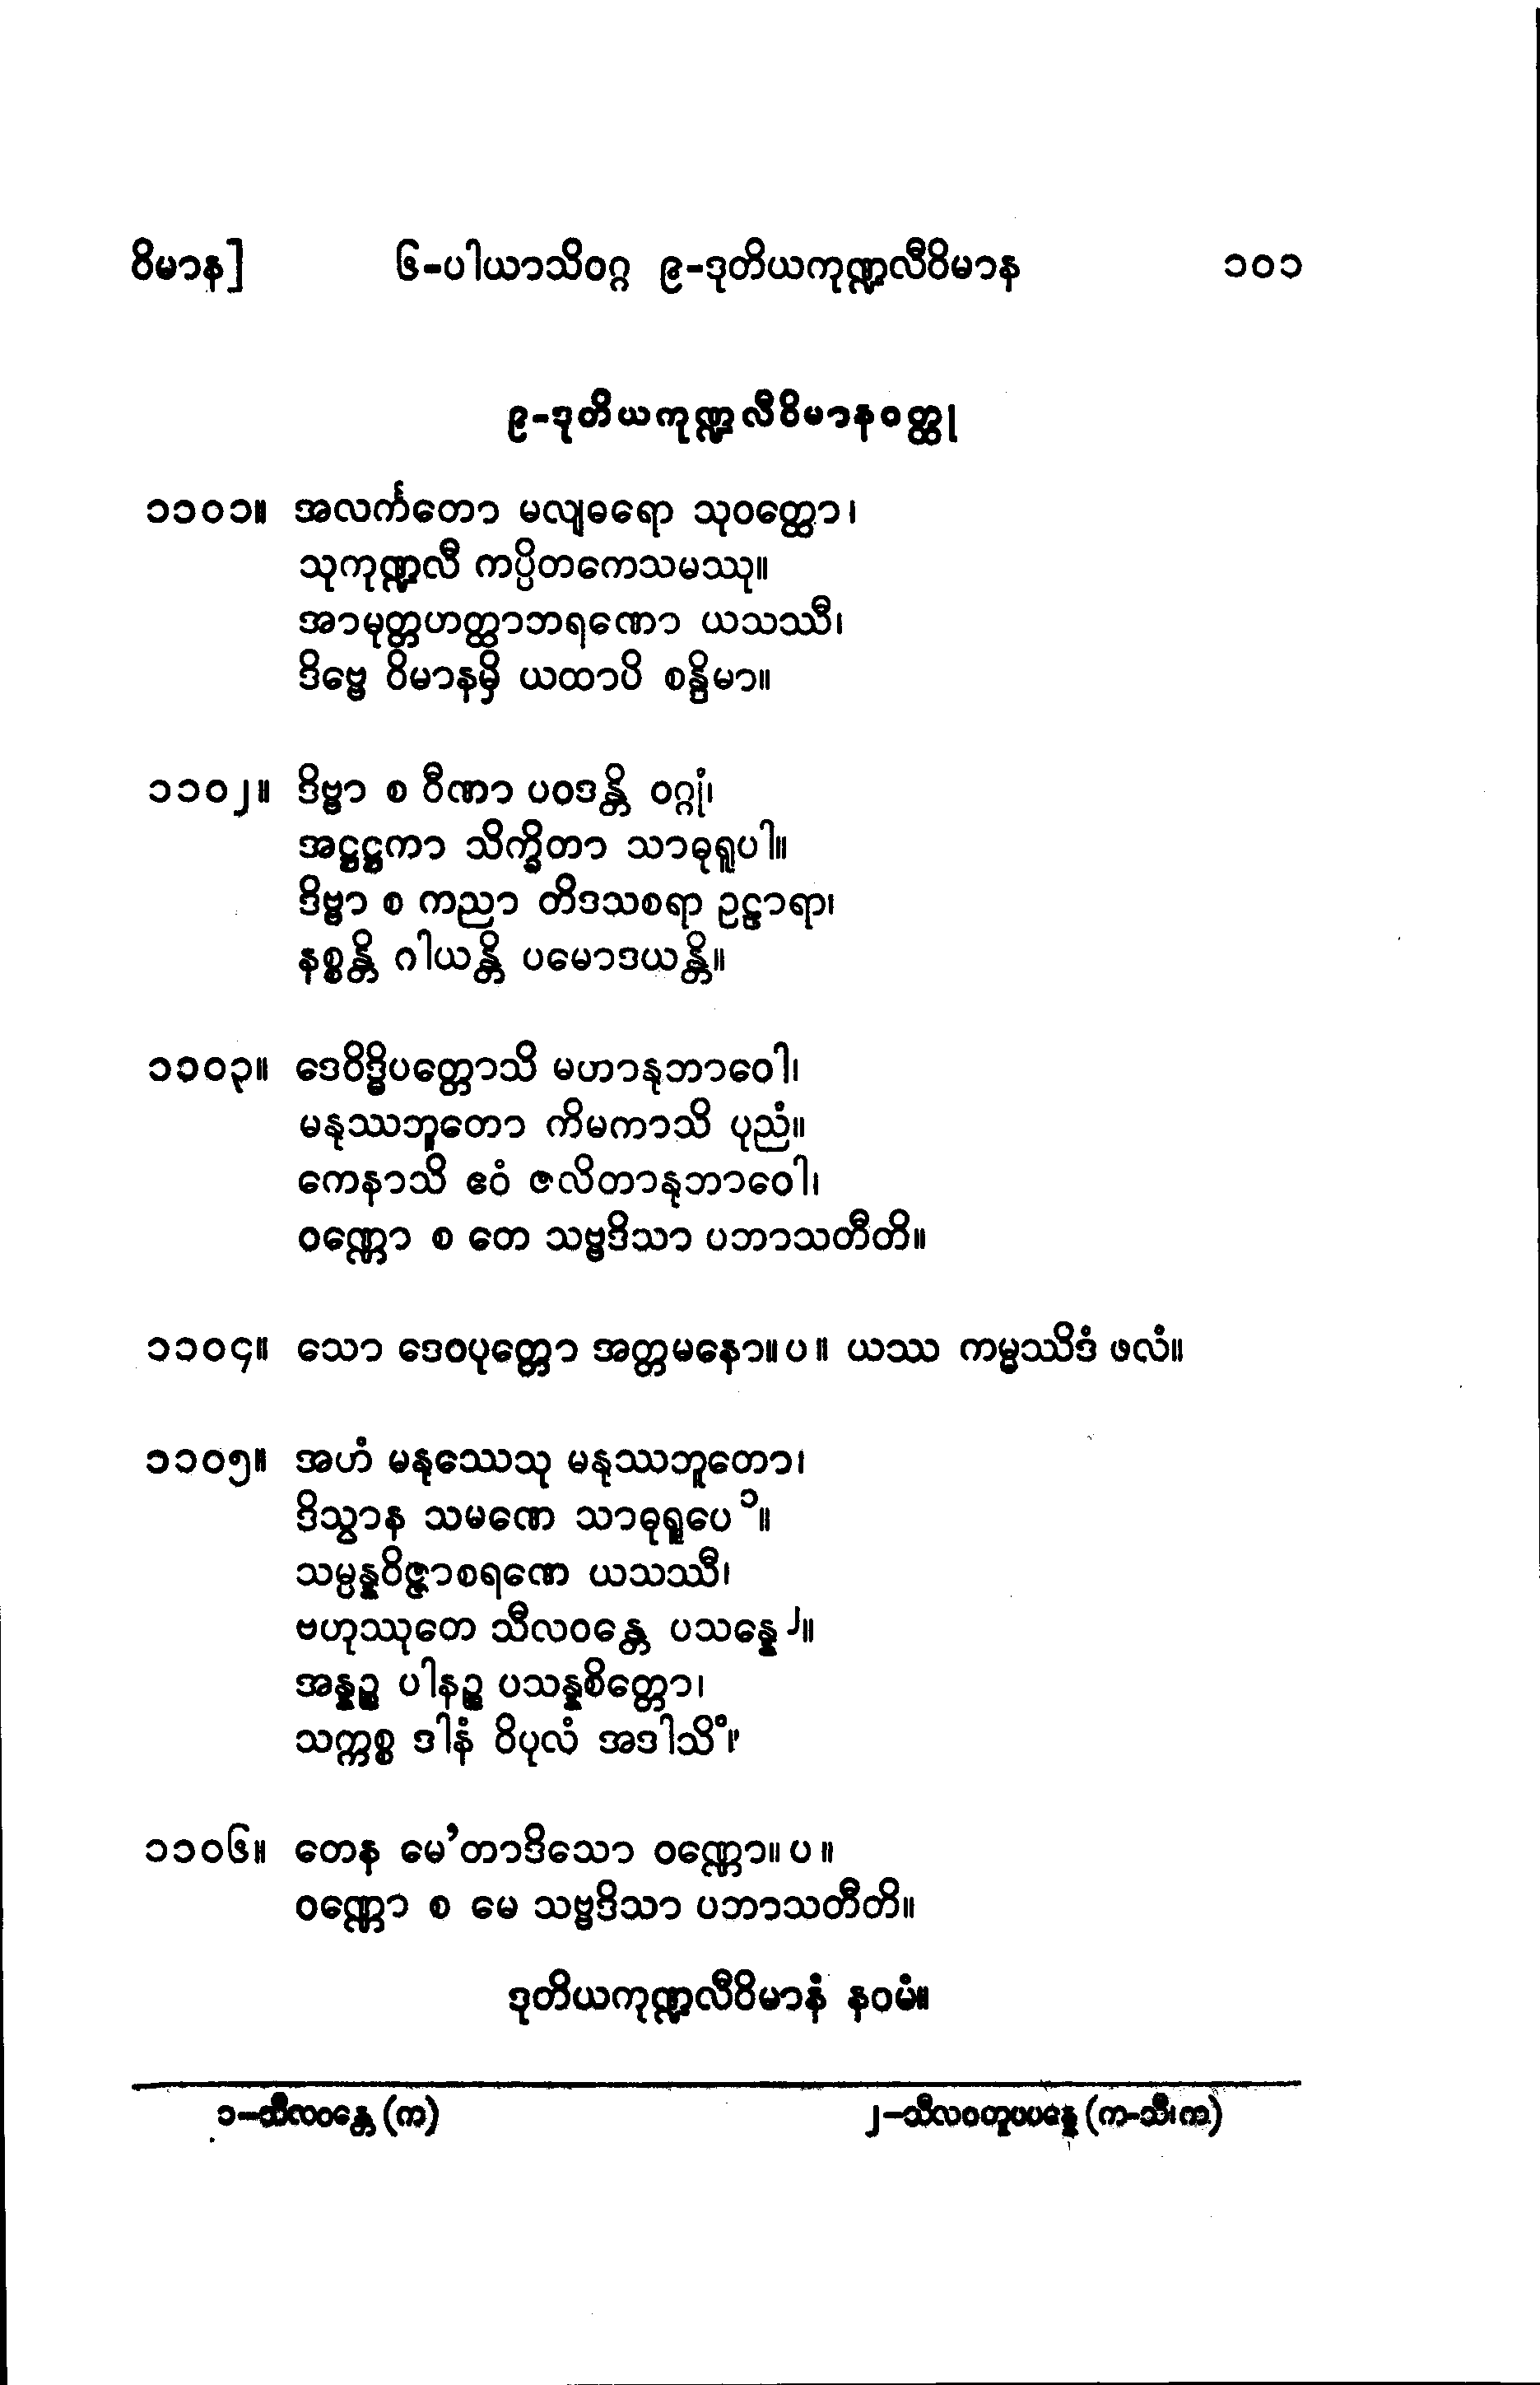 ဝိမာန] ၆-ပါယာသိဝဂ္ဂ ၉-ဒုတိယကုဏ္ဍလီဝိမာန ၁၀၁
၉-ဒုတိယကုဏ္ဍလီဝိမာနဝတ္ထု
၁၁၀၁။ အလင်္ကတော မလျဓရော သုဝတ္ထော၊
သုကုဏ္ဍလီ ကပ္ပိတကေသမဿု။
အာမုတ္တဟတ္ထာဘရဏော ယသဿီ၊
ဒိဗ္ဗေ ဝိမာနမှိ ယထာပိ စန္ဒိမာ။
၁၁၀၂။ ဒိဗ္ဗာ စ ဝီဏာ ပဝဒန္တိ ဝဂ္ဂုံ၊
အဋ္ဌဋ္ဌကာ သိက္ခိတာ သာဓုရူပါ။
ဒိဗ္ဗာ စ ကညာ တိဒသစရာ ဥဠာရာ၊
နစ္စန္တိ ဂါယန္တိ ပမောဒယန္တိ။
၁၁၀၃။ ဒေဝိဒ္ဓိပတ္တောသိ မဟာနုဘာဝေါ၊
မနုဿဘူတော ကိမကာသိ ပုညံ။
ကေနာသိ ဧဝံ ဇလိတာနုဘာဝေါ၊
ဝဏ္ဏော စ တေ သဗ္ဗဒိသာ ပဘာသတီတိ။
၁၁၀၄။ သော ဒေဝပုတ္တော အတ္တမနော။ ပ ။ ယဿ ကမ္မဿိဒံ ဖလံ။
၁၁၀၅။ အဟံ မနုဿေသု မနုဿဘူတော၊
ဒိသွာန သမဏေ သာဓုရူပေ ၁။
သမ္ပန္နဝိဇ္ဇာစရဏေ ယသဿီ၊
ဗဟုဿုတေ သီလဝန္တေ ပသန္နေ ၂။
အန္နဉ္စ ပါနဉ္စ ပသန္နစိတ္တော၊
သက္ကစ္စ ဒါနံ ဝိပုလံ အဒါသိံ။
၁၁၀၆။ တေန မေ’တာဒိသော ဝဏ္ဏော။ ပ ။
ဝဏ္ဏော စ မေ သဗ္ဗဒိသာ ပဘာသတီတိ။
ဒုတိယကုဏ္ဍလီဝိမာနံ နဝမံ။
၁–သီလဝန္တေ (က) ၂–သီလဝတူပပန္နေ (က-သီ၊က)